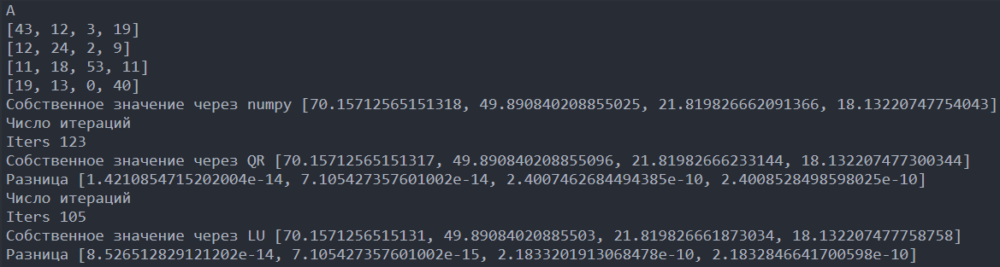 A
[43, 12, 3, 19]
[12, 24, 2, 9]
[11, 18, 53, 11]
[19, 13, 0, 40]
Собственное значение через numpy [70.15712565151318, 49.890840208855025, 21.819826662091366, 18.13220747754043]
Число итераций
Iters 123
Собственное значение через QR [70.15712565151317, 49.890840208855096, 21.81982666233144, 18.132207477300344]
Разница [1.4210854715202004e-14, 7.105427357601002e-14, 2.4007462684494385e-10, 2.4008528498598025e-10]
Число итераций
Iters 105
Собственное значение через LU [70.1571256515131, 49.89084020885503, 21.819826661873034, 18.132207477758758]
Разница [8.526512829121202e-14, 7.105427357601002e-15, 2.1833201913068478e-10, 2.1832846641700598e-10]